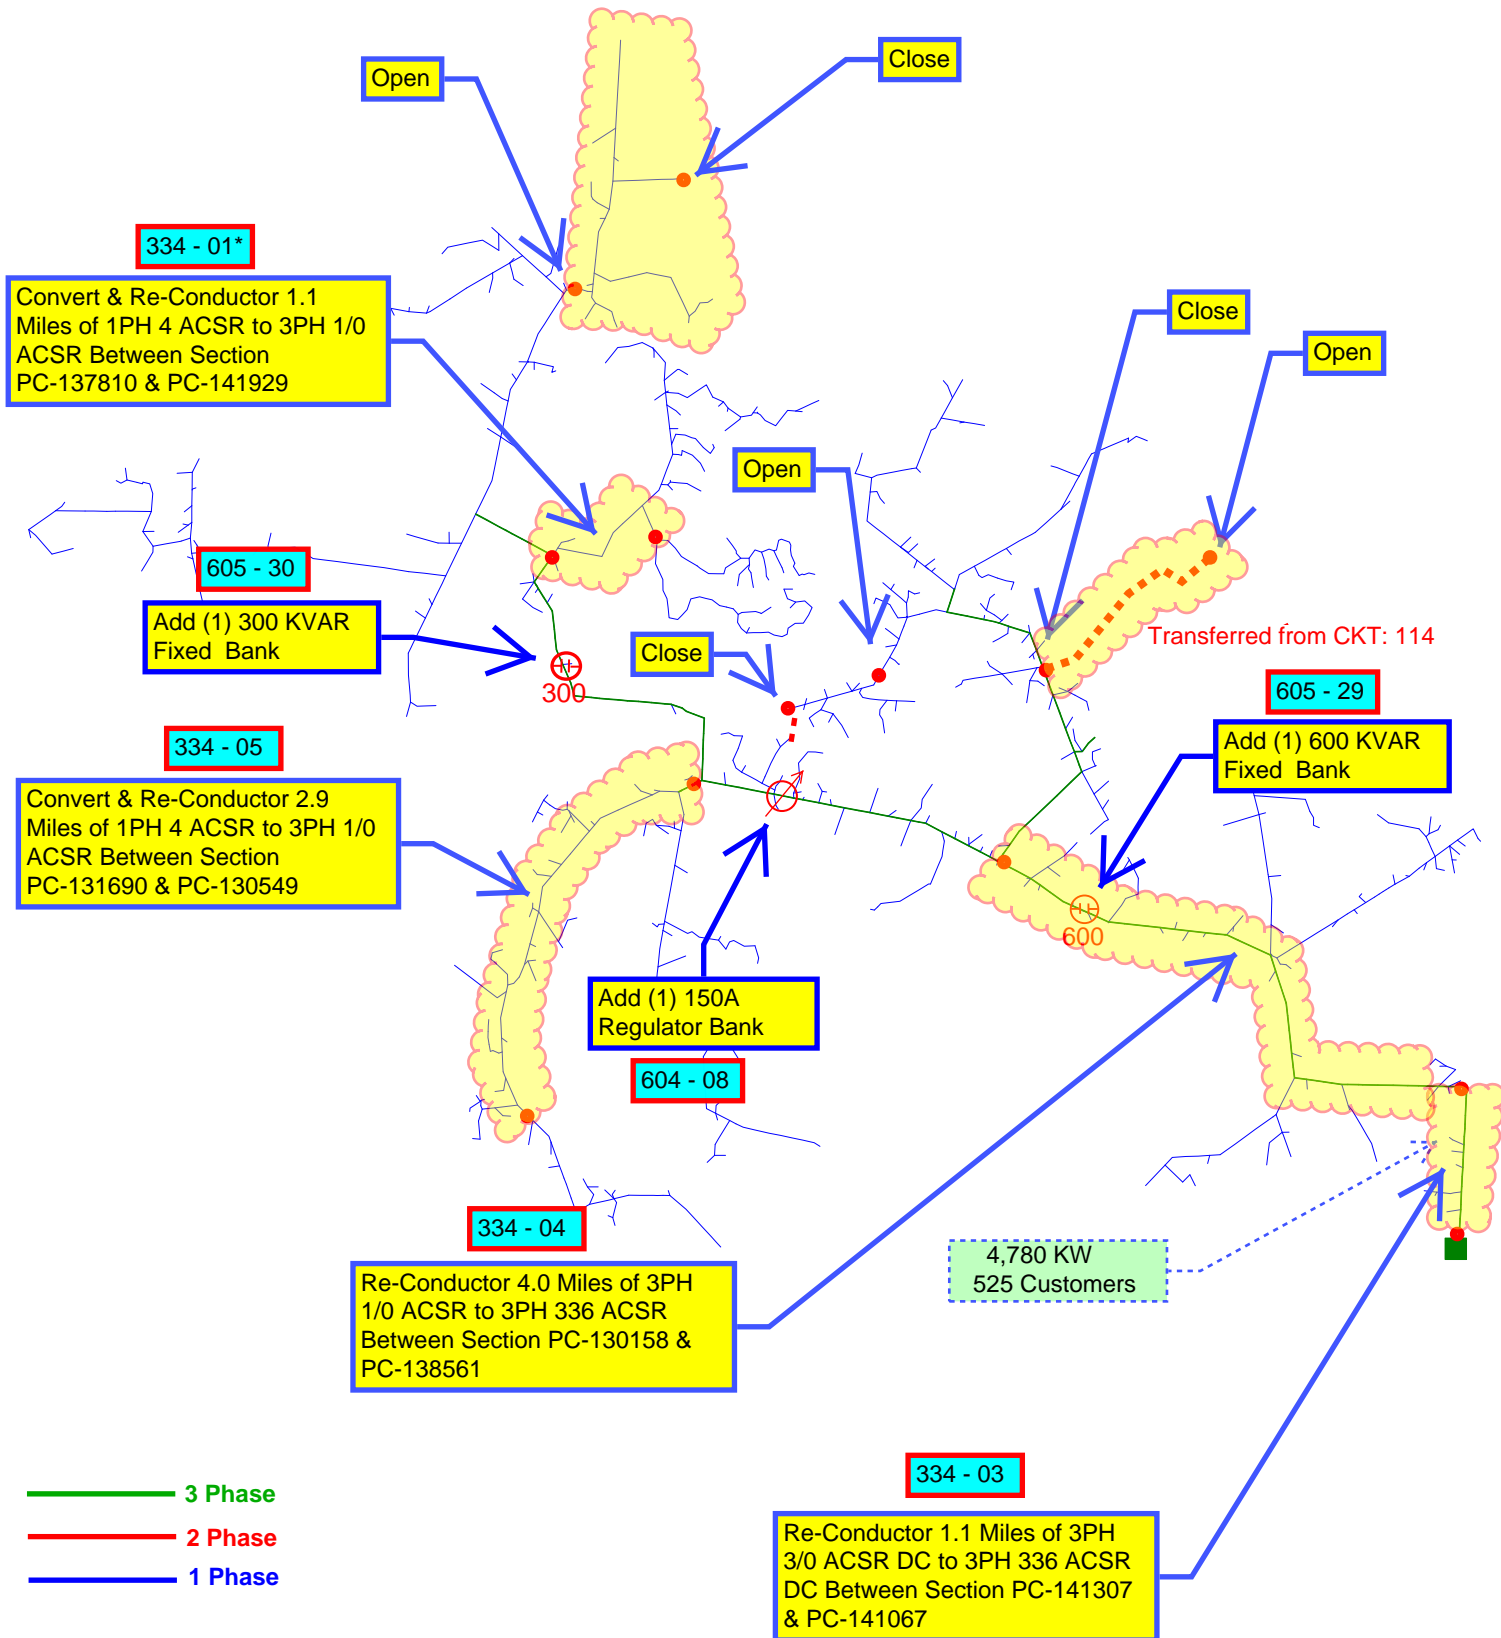 Open
Close
334 - 01*
Convert & Re-Conductor 1.1
Miles of 1PH 4 ACSR to 3PH 1/0
ACSR Between Section
PC-137810 & PC-141929
Close
Open
Open
605 - 30
Add (1) 300 KVAR
Fixed Bank
300
Close
Transferred from CKT: 114
605 - 29
Add (1) 600 KVAR
Fixed Bank
334 - 05
Convert & Re-Conductor 2.9
Miles of 1PH 4 ACSR to 3PH 1/0
ACSR Between Section
PC-131690 & PC-130549
600
Add (1) 150A
Regulator Bank
604 - 08
334 - 04
Re-Conductor 4.0 Miles of 3PH
1/0 ACSR to 3PH 336 ACSR
Between Section PC-130158 &
PC-138561
4,780 KW
525 Customers
334 - 03
Re-Conductor 1.1 Miles of 3PH
3/0 ACSR DC to 3PH 336 ACSR
DC Between Section PC-141307
& PC-141067
3 Phase
2 Phase
1 Phase